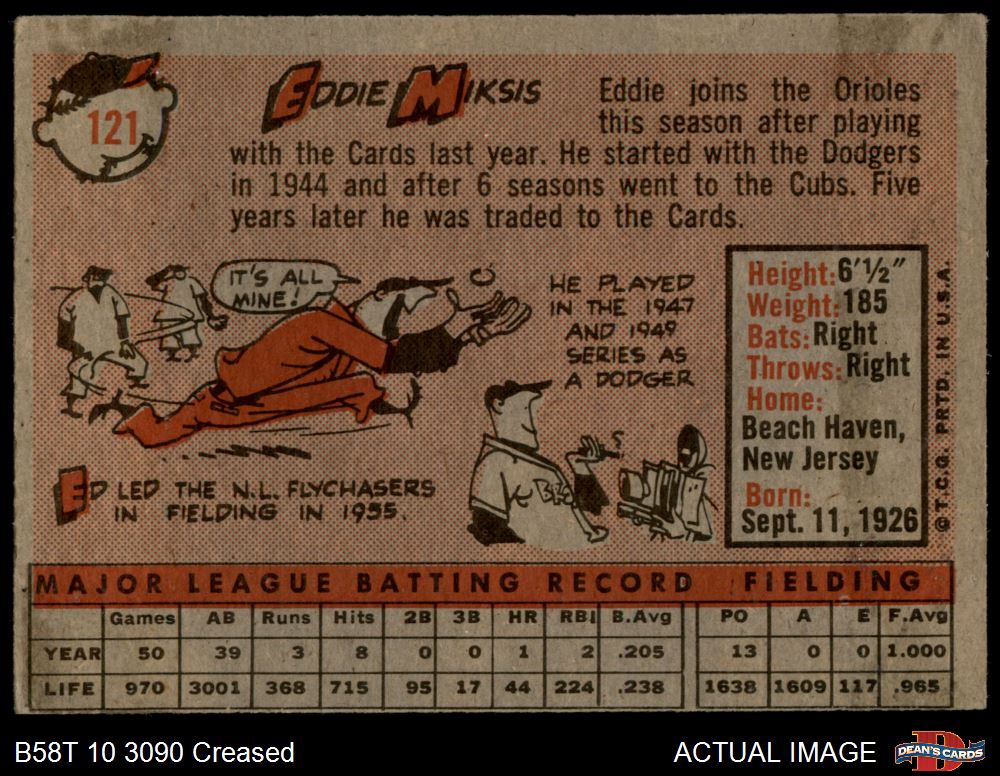 121
EDDIE MIKSIS
Eddie joins the Orioles
this season after playing
with the Cards last year. He started with the Dodgers
in 1944 and after 6 seasons went to the Cubs. Five
years later he was traded to the Cards.
IT'S ALL
MINE!
HE PLAYED
IN THE 1947
AND 1949
SERIES AS
A DODGER
ED LED THE N.L. FLYCHASERS
IN FIELDING IN 1955.
Height: 6'½"
Weight: 185
Bats: Right
Throws: Right
Home:
Beach Haven,
New Jersey
Born:
Sept. 11, 1926
© T.C.G. PRTD. IN U.S.A.
MAJOR LEAGUE BATTING RECORD FIELDING
Games AB Runs Hits 2B 3B HR RBI B.Avg PO A E F.Avg
YEAR 50 39 3 8 0 0 1 2 .205 13 0 0 1.000
LIFE 970 3001 368 715 95 17 44 224 .238 1638 1609 117 .965
B58T 10 3090 Creased
ACTUAL IMAGE
DEAN'S CARDS